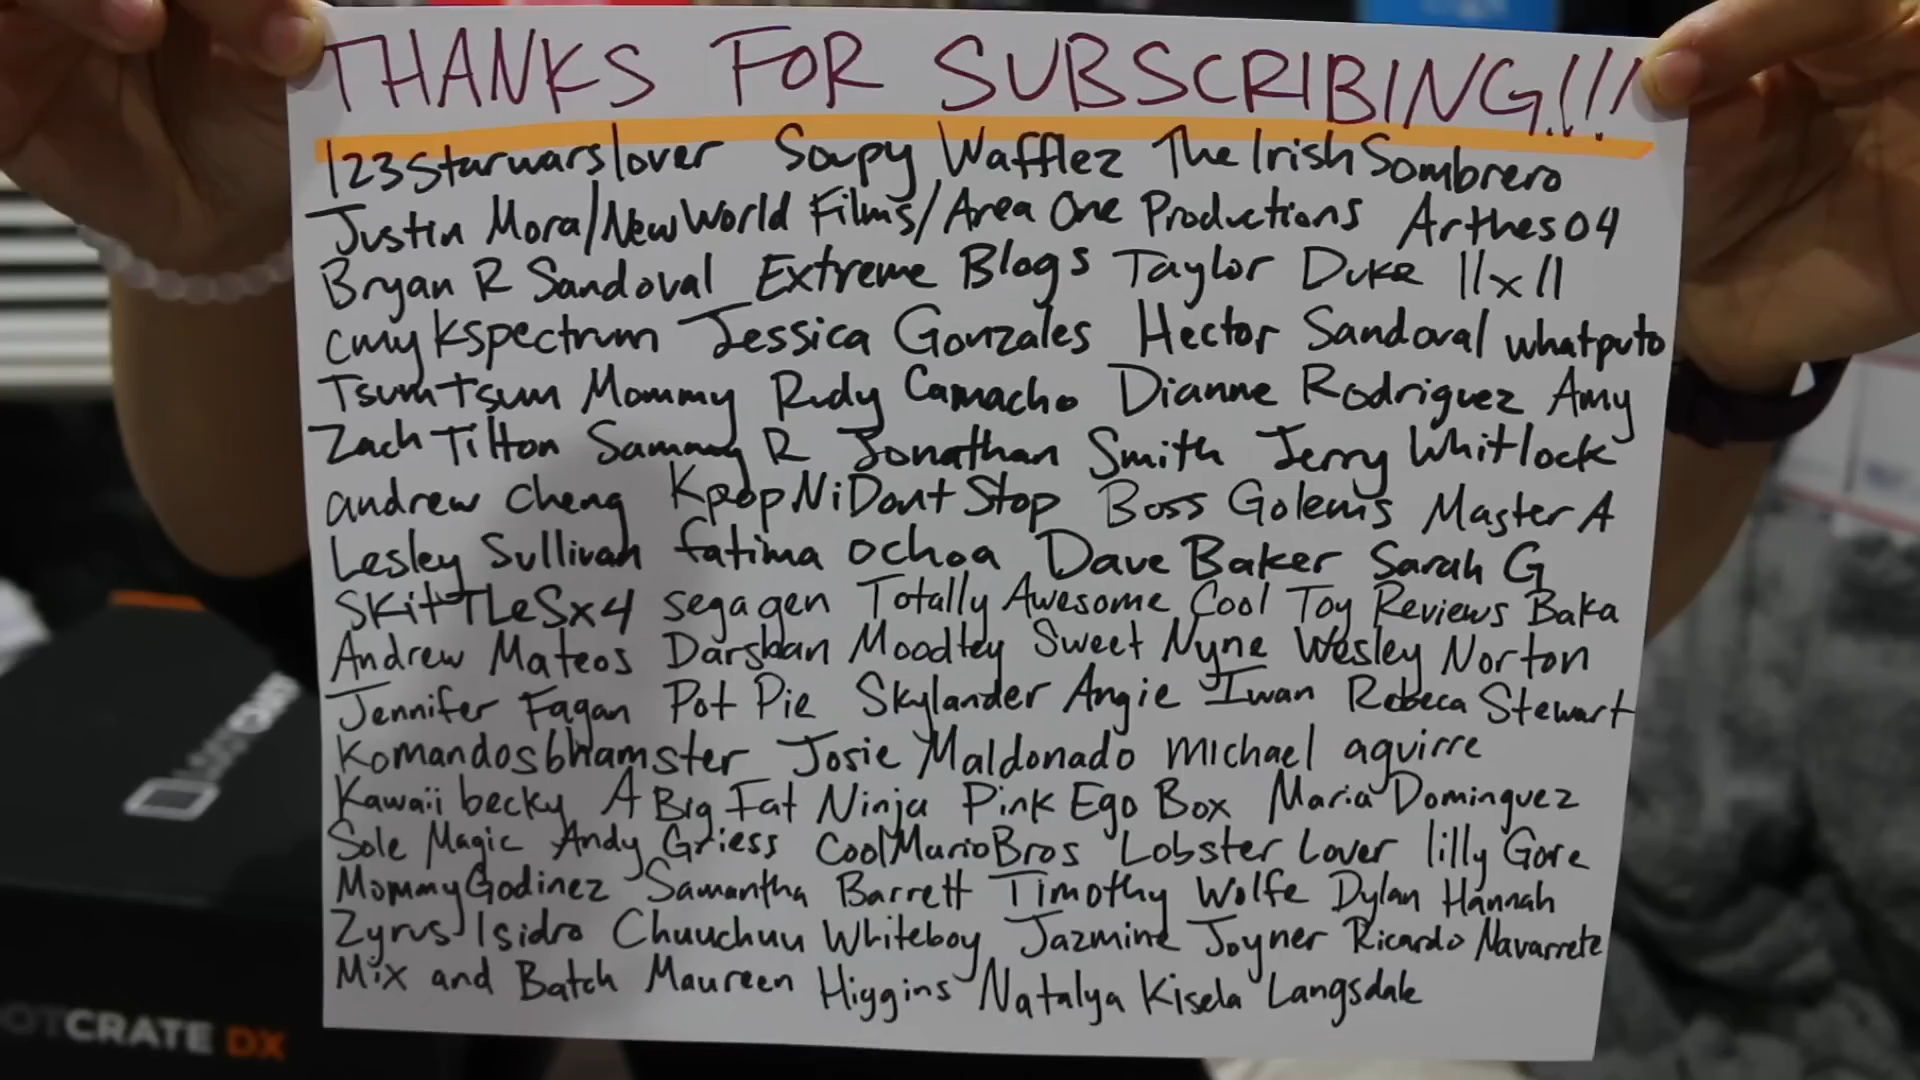 THANKS FOR SUBSCRIBING!!!
123starwarslover Soupy Wafflez The Irish Sombrero
Justin Mora/New World Films/Area One Productions Arthes04
Bryan R Sandoval Extreme Blogs Taylor Duke 11x11
cmykspectrum Jessica Gonzales Hector Sandoval whatputo
Tsumtsum Mommy Rudy Camacho Dianne Rodriguez Amy
Zach Tilton Sammy R Jonathan Smith Jerry Whitlock
andrew cheng KpopNiDont Stop Boss Golems Master A
Lesley Sullivan fatima ochoa Dave Baker Sarah G
SKitTLeSx4 segagen Totally Awesome Cool Toy Reviews Baka
Andrew Mateos Darshan Moodley Sweet Nyne Wesley Norton
Jennifer Fagan Pot Pie Skylander Angie Iwan Rebeca Stewart
Komandosbhamster Josie Maldonado Michael aguirre
Kawaii becky A Big Fat Ninja Pink Ego Box Maria Dominguez
Sole Magic Andy Griess CoolMarioBros Lobster Lover lilly Gore
MommyGodinez Samantha Barrett Timothy Wolfe Dylan Hannah
Zyrus Isidro Chuuchuu Whiteboy Jazmine Joyner Ricardo Navarrete
Mix and Batch Maureen Higgins Natalya Kisela Langsdale
LOOTCRATE
OTCRATE DX